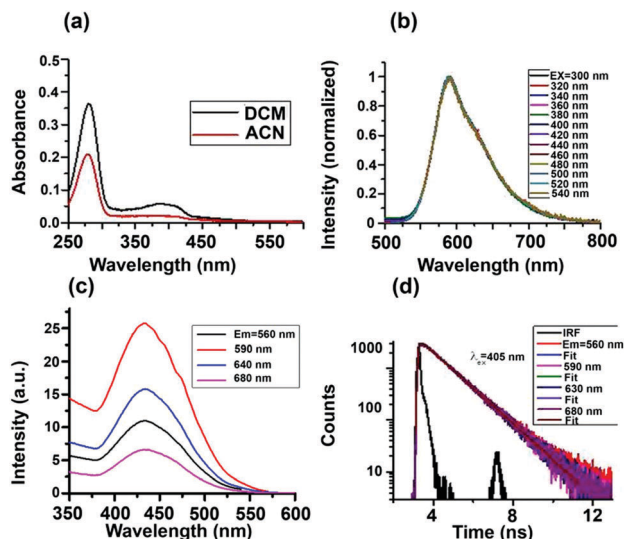 (a)
0.5
0.4
0.3
0.2
0.1
0.0
Absorbance
DCM
ACN
250 350 450 550
Wavelength (nm)
(b)
1
0.8
0.6
0.4
0.2
0
Intensity (normalized)
EX=300 nm
320 nm
340 nm
360 nm
380 nm
400 nm
420 nm
440 nm
460 nm
480 nm
500 nm
520 nm
540 nm
500 600 700 800
Wavelength (nm)
(c)
25
20
15
10
5
0
Intensity (a.u.)
Em=560 nm
590 nm
640 nm
680 nm
350 400 450 500 550 600
Wavelength (nm)
(d)
1000
100
10
Counts
λex=405 nm
IRF
Em=560 nm
Fit
590 nm
Fit
630 nm
Fit
680 nm
Fit
4 8 12
Time (ns)